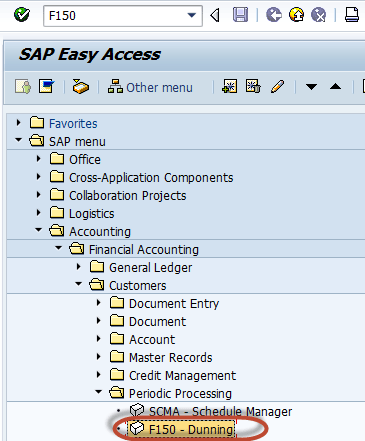 F150
SAP Easy Access
Other menu
Favorites
SAP menu
Office
Cross-Application Components
Collaboration Projects
Logistics
Accounting
Financial Accounting
General Ledger
Customers
Document Entry
Document
Account
Master Records
Credit Management
Periodic Processing
SCMA - Schedule Manager
F150 - Dunning